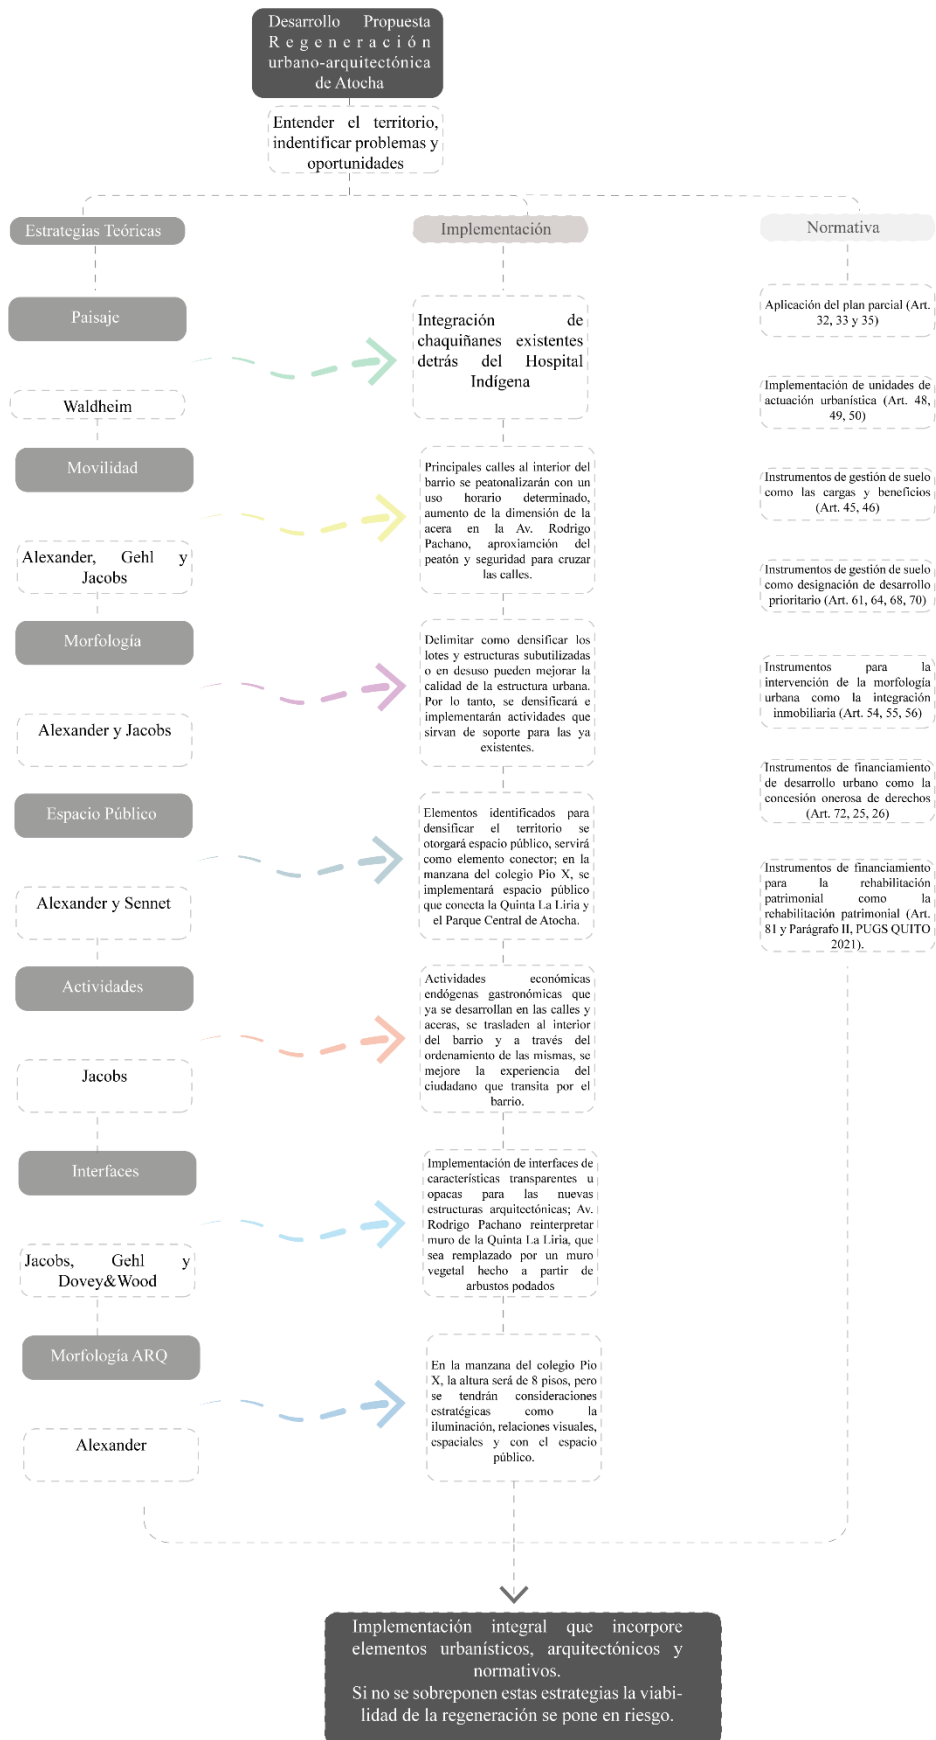 Desarrollo Propuesta
Regeneración
urbano-arquitectónica
de Atocha
Entender el territorio,
indentificar problemas y
oportunidades
Estrategias Teóricas
Paisaje
Waldheim
Movilidad
Alexander, Gehl y
Jacobs
Morfología
Alexander y Jacobs
Espacio Público
Alexander y Sennet
Actividades
Jacobs
Interfaces
Jacobs, Gehl y
Dovey&Wood
Morfología ARQ
Alexander
Implementación
Integración de
chaquiñanes existentes
detrás del Hospital
Indígena
Principales calles al interior del
barrio se peatonalizarán con un
uso horario determinado,
aumento de la dimensión de la
acera en la Av. Rodrigo
Pachano, aproxiamción del
peatón y seguridad para cruzar
las calles.
Delimitar como densificar los
lotes y estructuras subutilizadas
o en desuso pueden mejorar la
calidad de la estructura urbana.
Por lo tanto, se densificará e
implementarán actividades que
sirvan de soporte para las ya
existentes.
Elementos identificados para
densificar el territorio se
otorgará espacio público, servirá
como elemento conector; en la
manzana del colegio Pio X, se
implementará espacio público
que conecta la Quinta La Liria y
el Parque Central de Atocha.
Actividades económicas
endógenas gastronómicas que
ya se desarrollan en las calles y
aceras, se trasladen al interior
del barrio y a través del
ordenamiento de las mismas, se
mejore la experiencia del
ciudadano que transita por el
barrio.
Implementación de interfaces de
características transparentes u
opacas para las nuevas
estructuras arquitectónicas; Av.
Rodrigo Pachano reinterpretar
muro de la Quinta La Liria, que
sea remplazado por un muro
vegetal hecho a partir de
arbustos podados
En la manzana del colegio Pio
X, la altura será de 8 pisos, pero
se tendrán consideraciones
estratégicas como la
iluminación, relaciones visuales,
espaciales y con el espacio
público.
Normativa
Aplicación del plan parcial (Art.
32, 33 y 35)
Implementación de unidades de
actuación urbanística (Art. 48,
49, 50)
Instrumentos de gestión de suelo
como las cargas y beneficios
(Art. 45, 46)
Instrumentos de gestión de suelo
como designación de desarrollo
prioritario (Art. 61, 64, 68, 70)
Instrumentos para la
intervención de la morfología
urbana como la integración
inmobiliaria (Art. 54, 55, 56)
Instrumentos de financiamiento
de desarrollo urbano como la
concesión onerosa de derechos
(Art. 72, 25, 26)
Instrumentos de financiamiento
para la rehabilitación
patrimonial como la
rehabilitación patrimonial (Art.
81 y Parágrafo II, PUGS QUITO
2021).
Implementación integral que incorpore
elementos urbanísticos, arquitectónicos y
normativos.
Si no se sobreponen estas estrategias la viabi-
lidad de la regeneración se pone en riesgo.